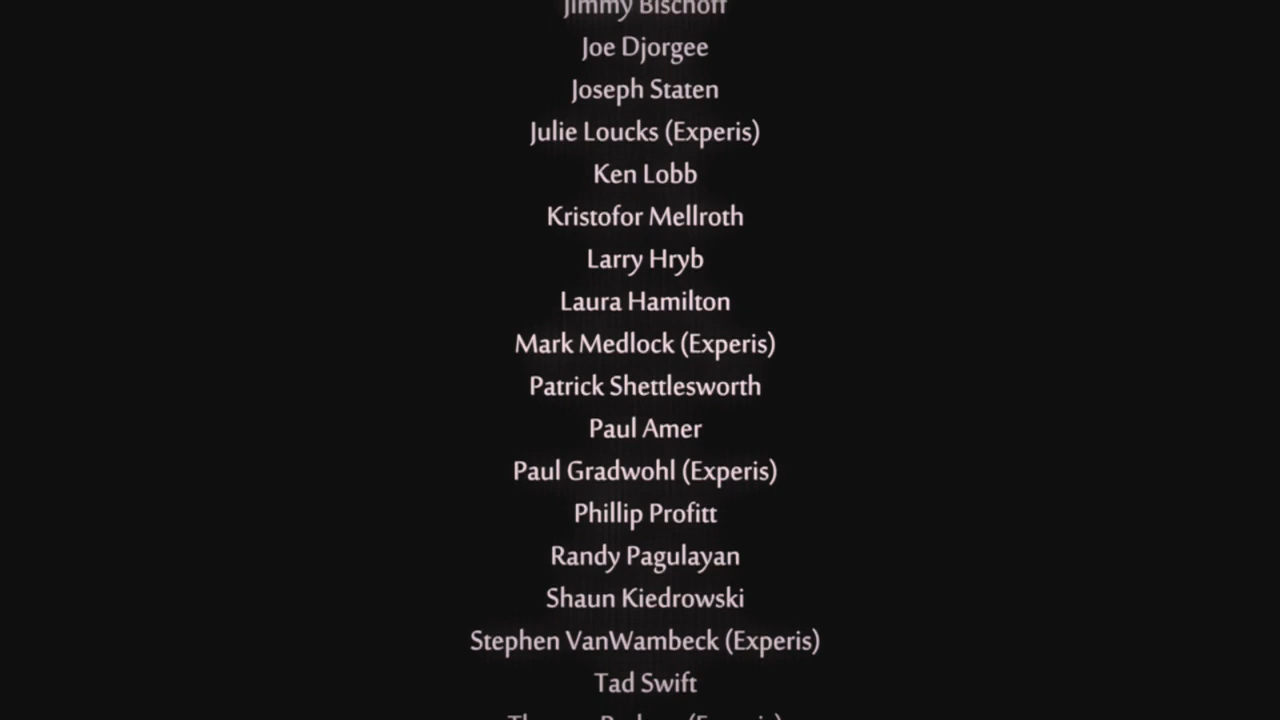 Jimmy Bischoff
Joe Djorgee
Joseph Staten
Julie Loucks (Experis)
Ken Lobb
Kristofor Mellroth
Larry Hryb
Laura Hamilton
Mark Medlock (Experis)
Patrick Shettlesworth
Paul Amer
Paul Gradwohl (Experis)
Phillip Profitt
Randy Pagulayan
Shaun Kiedrowski
Stephen VanWambeck (Experis)
Tad Swift
(Experis)